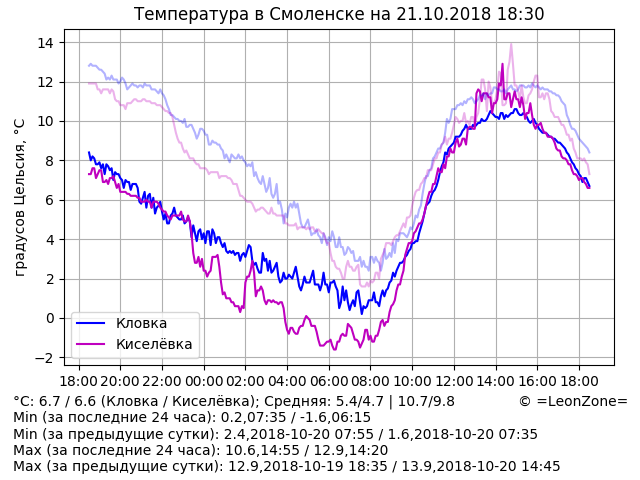 Температура в Смоленске на 21.10.2018 18:30
градусов Цельсия, °C
14
12
10
8
6
4
2
0
−2
Кловка
Киселёвка
18:00 20:00 22:00 00:00 02:00 04:00 06:00 08:00 10:00 12:00 14:00 16:00 18:00
°C: 6.7 / 6.6 (Кловка / Киселёвка); Средняя: 5.4/4.7 | 10.7/9.8 © =LeonZone=
Min (за последние 24 часа): 0.2,07:35 / -1.6,06:15
Min (за предыдущие сутки): 2.4,2018-10-20 07:55 / 1.6,2018-10-20 07:35
Max (за последние 24 часа): 10.6,14:55 / 12.9,14:20
Max (за предыдущие сутки): 12.9,2018-10-19 18:35 / 13.9,2018-10-20 14:45